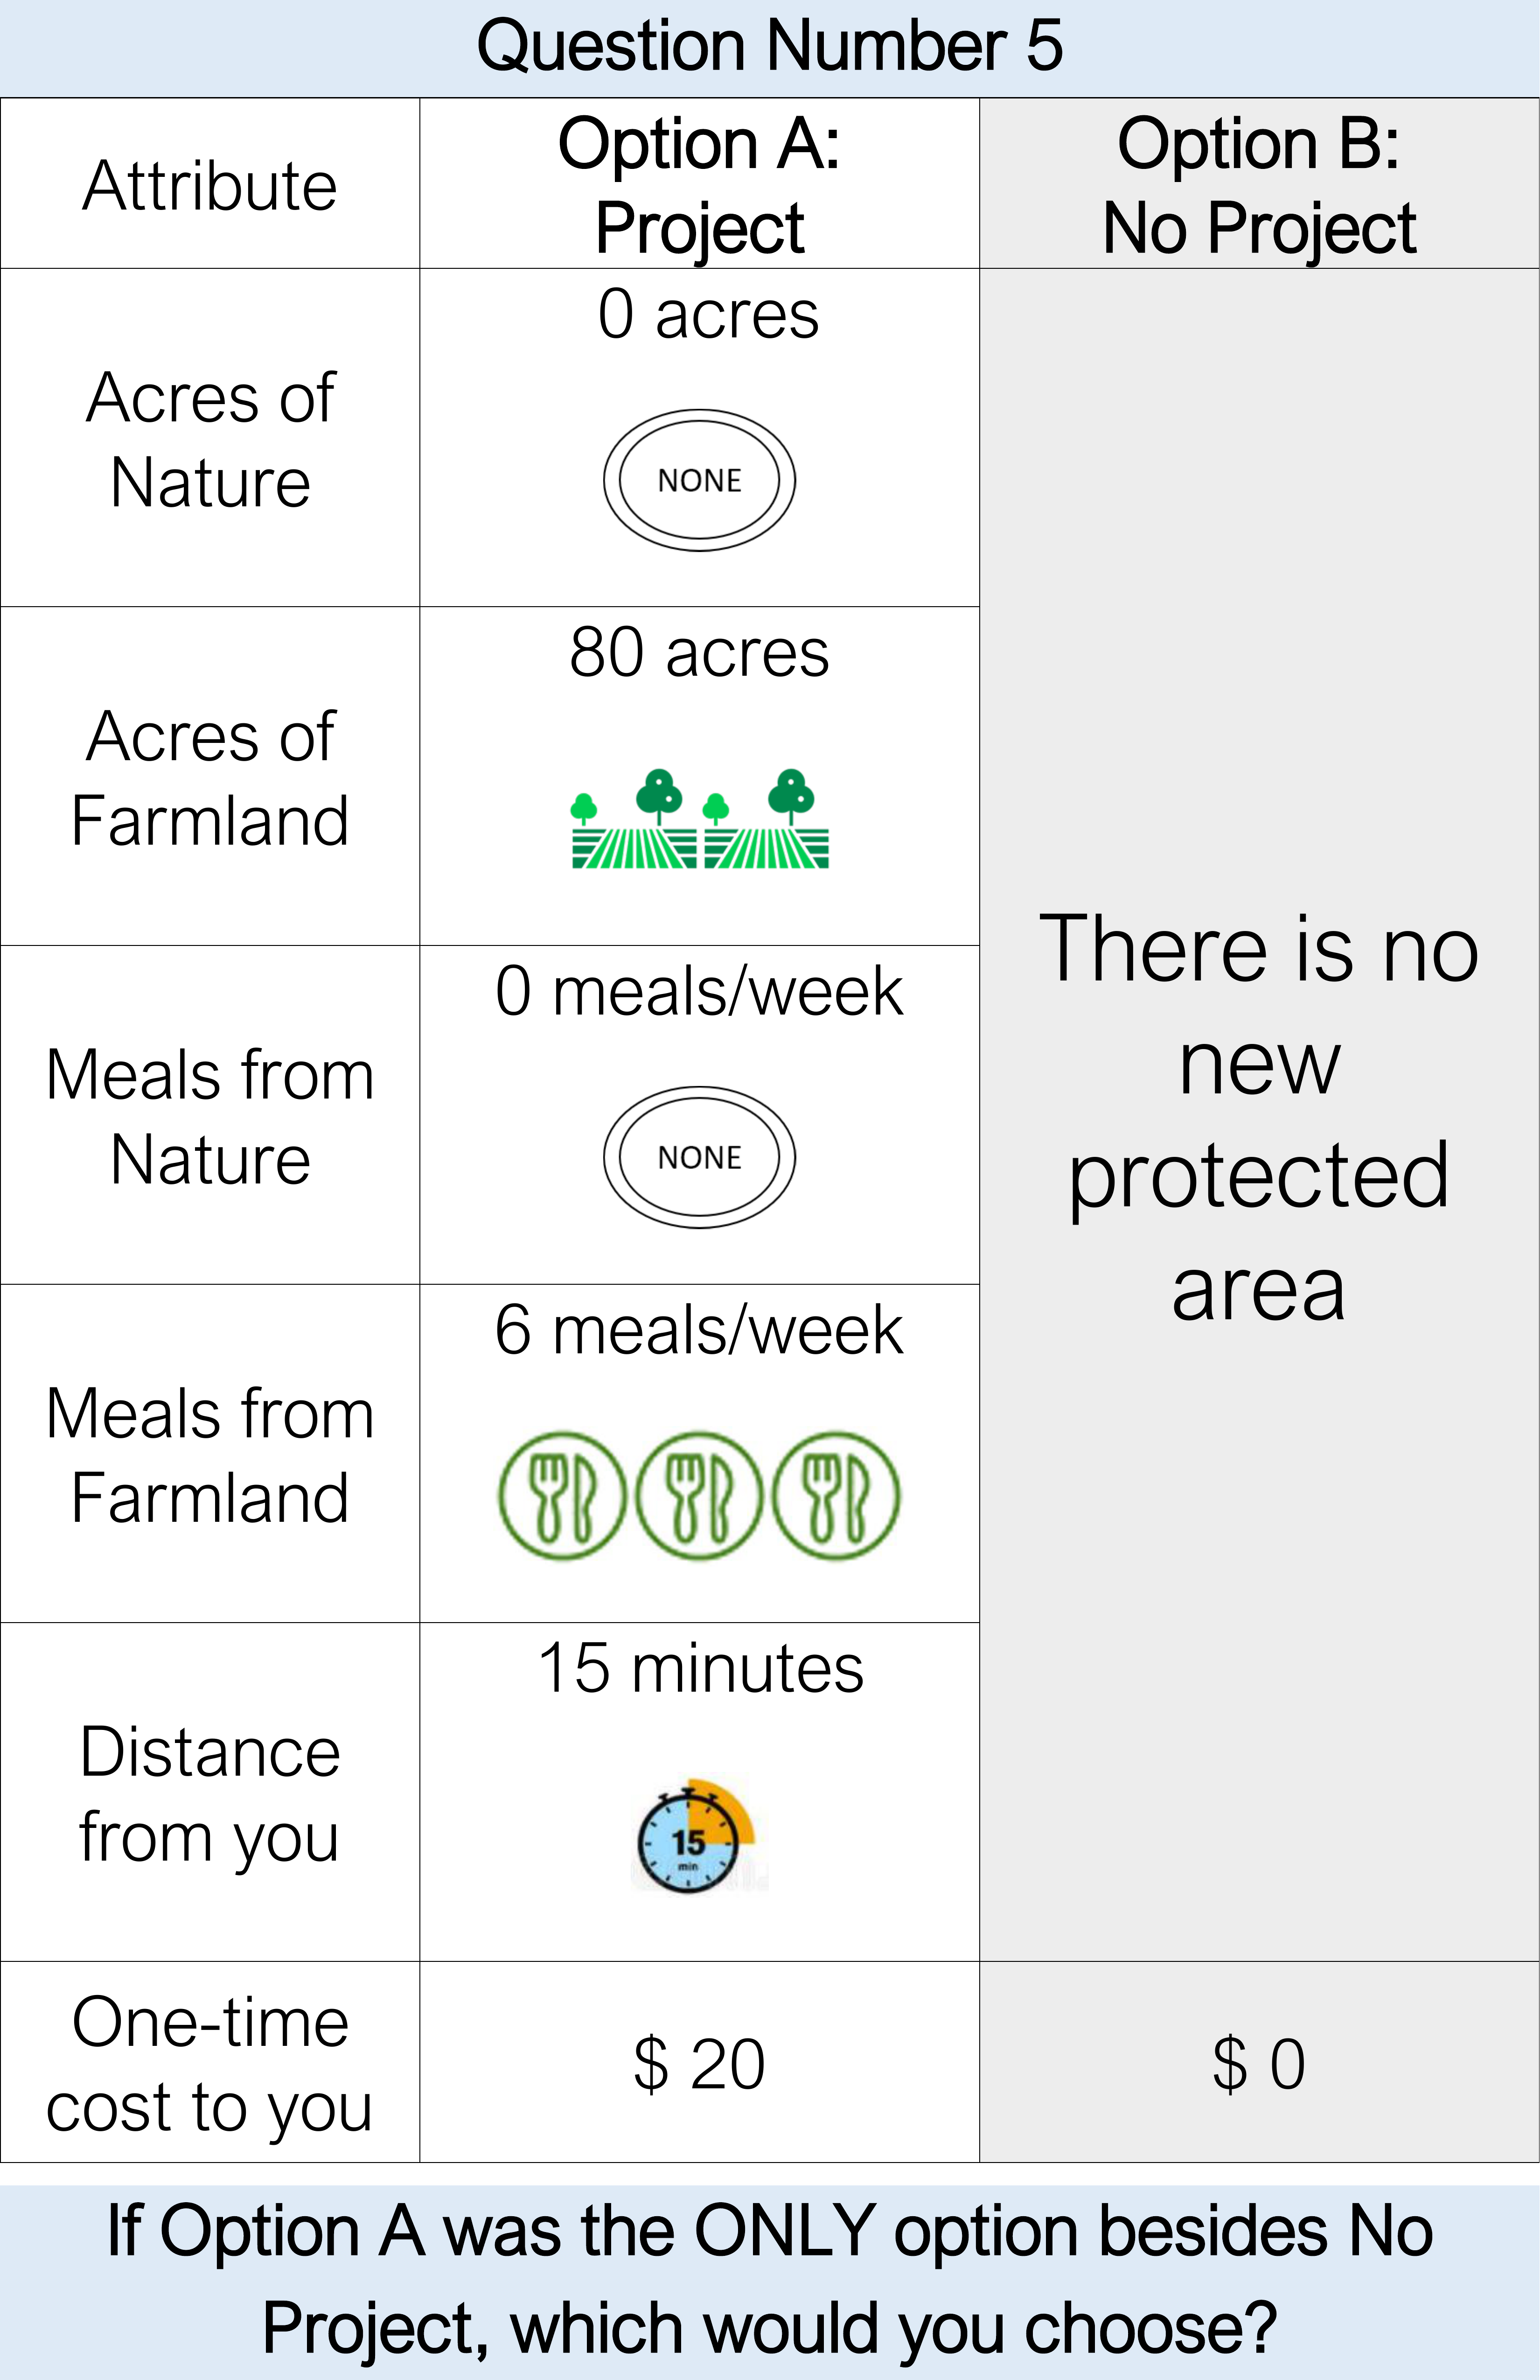 Question Number 5
Attribute
Option A:
Project
Option B:
No Project
Acres of
Nature
0 acres
NONE
Acres of
Farmland
80 acres
Meals from
Nature
0 meals/week
NONE
Meals from
Farmland
6 meals/week
Distance
from you
15 minutes
15
min
There is no
new
protected
area
One-time
cost to you
$ 20
$ 0
If Option A was the ONLY option besides No
Project, which would you choose?